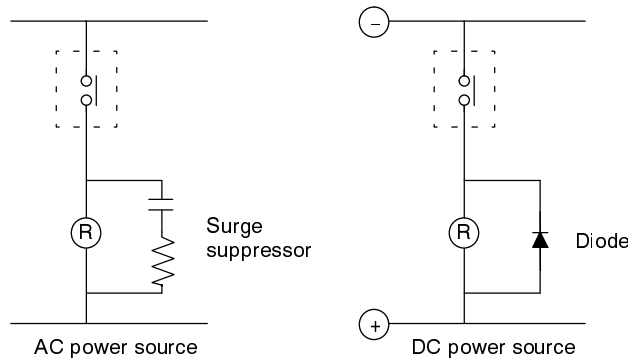 −
R
Surge
suppressor
R
Diode
+
AC power source
DC power source